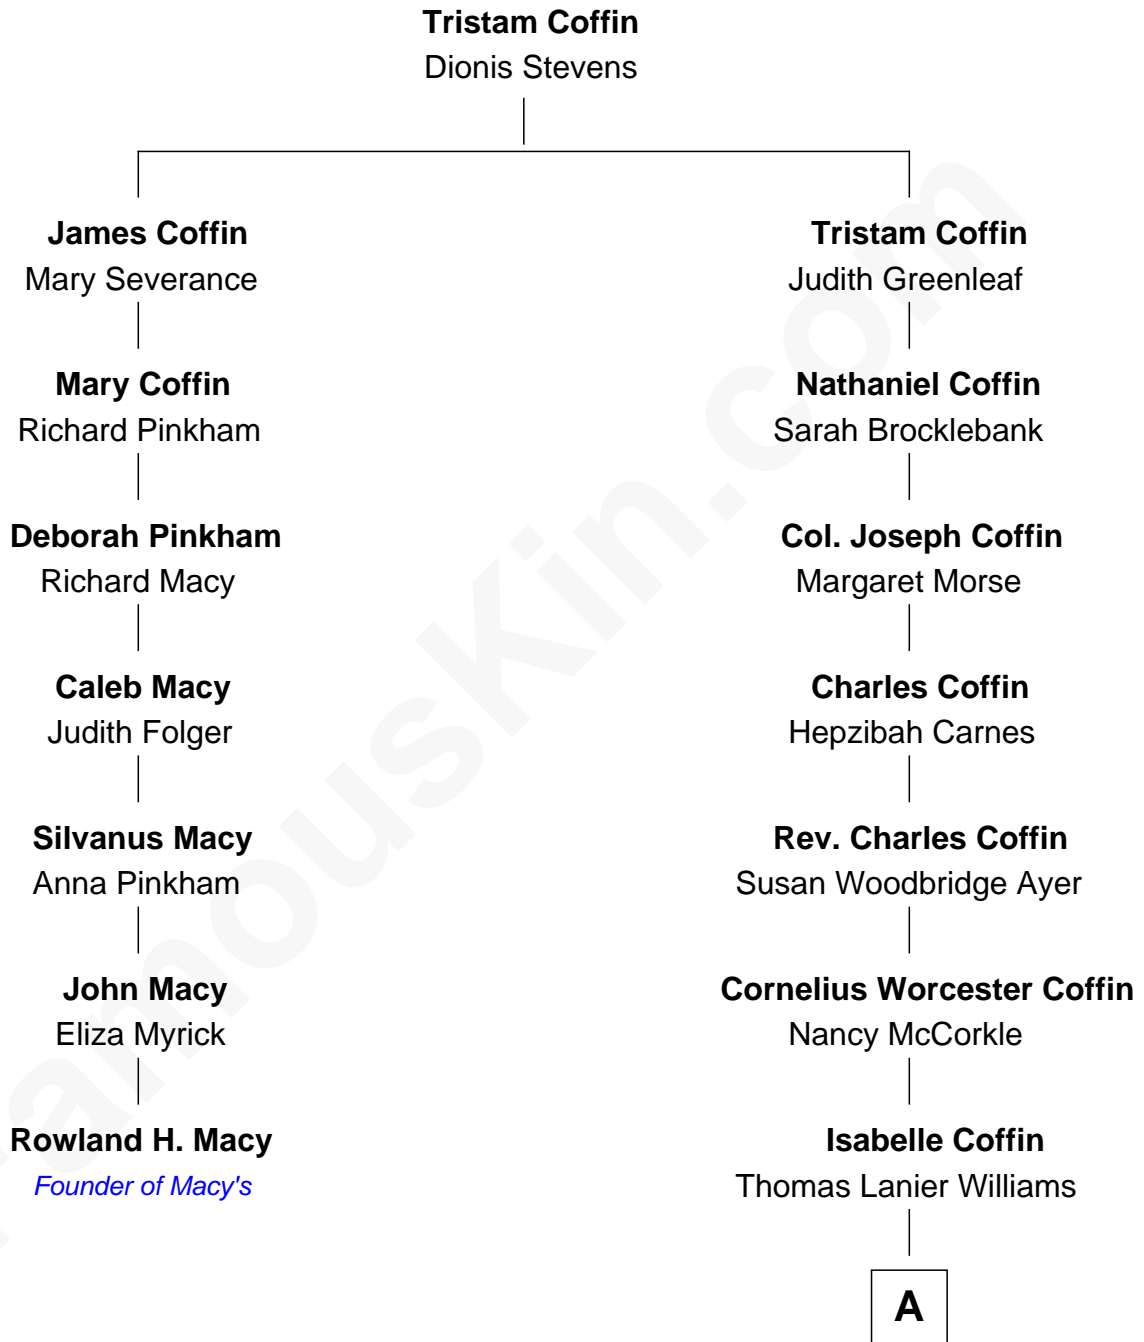 Tristam Coffin
Dionis Stevens
James Coffin
Mary Severance
Tristam Coffin
Judith Greenleaf
Mary Coffin
Richard Pinkham
Nathaniel Coffin
Sarah Brocklebank
Deborah Pinkham
Richard Macy
Col. Joseph Coffin
Margaret Morse
Caleb Macy
Judith Folger
Charles Coffin
Hepzibah Carnes
Silvanus Macy
Anna Pinkham
Rev. Charles Coffin
Susan Woodbridge Ayer
John Macy
Eliza Myrick
Cornelius Worcester Coffin
Nancy McCorkle
Rowland H. Macy
Founder of Macy's
Isabelle Coffin
Thomas Lanier Williams
A
FamousKin.com